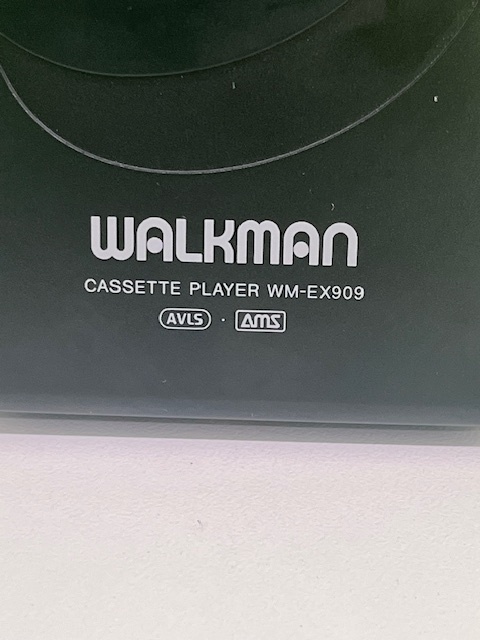 WALKMAN
CASSETTE PLAYER WM-EX909
AVLS · AMS